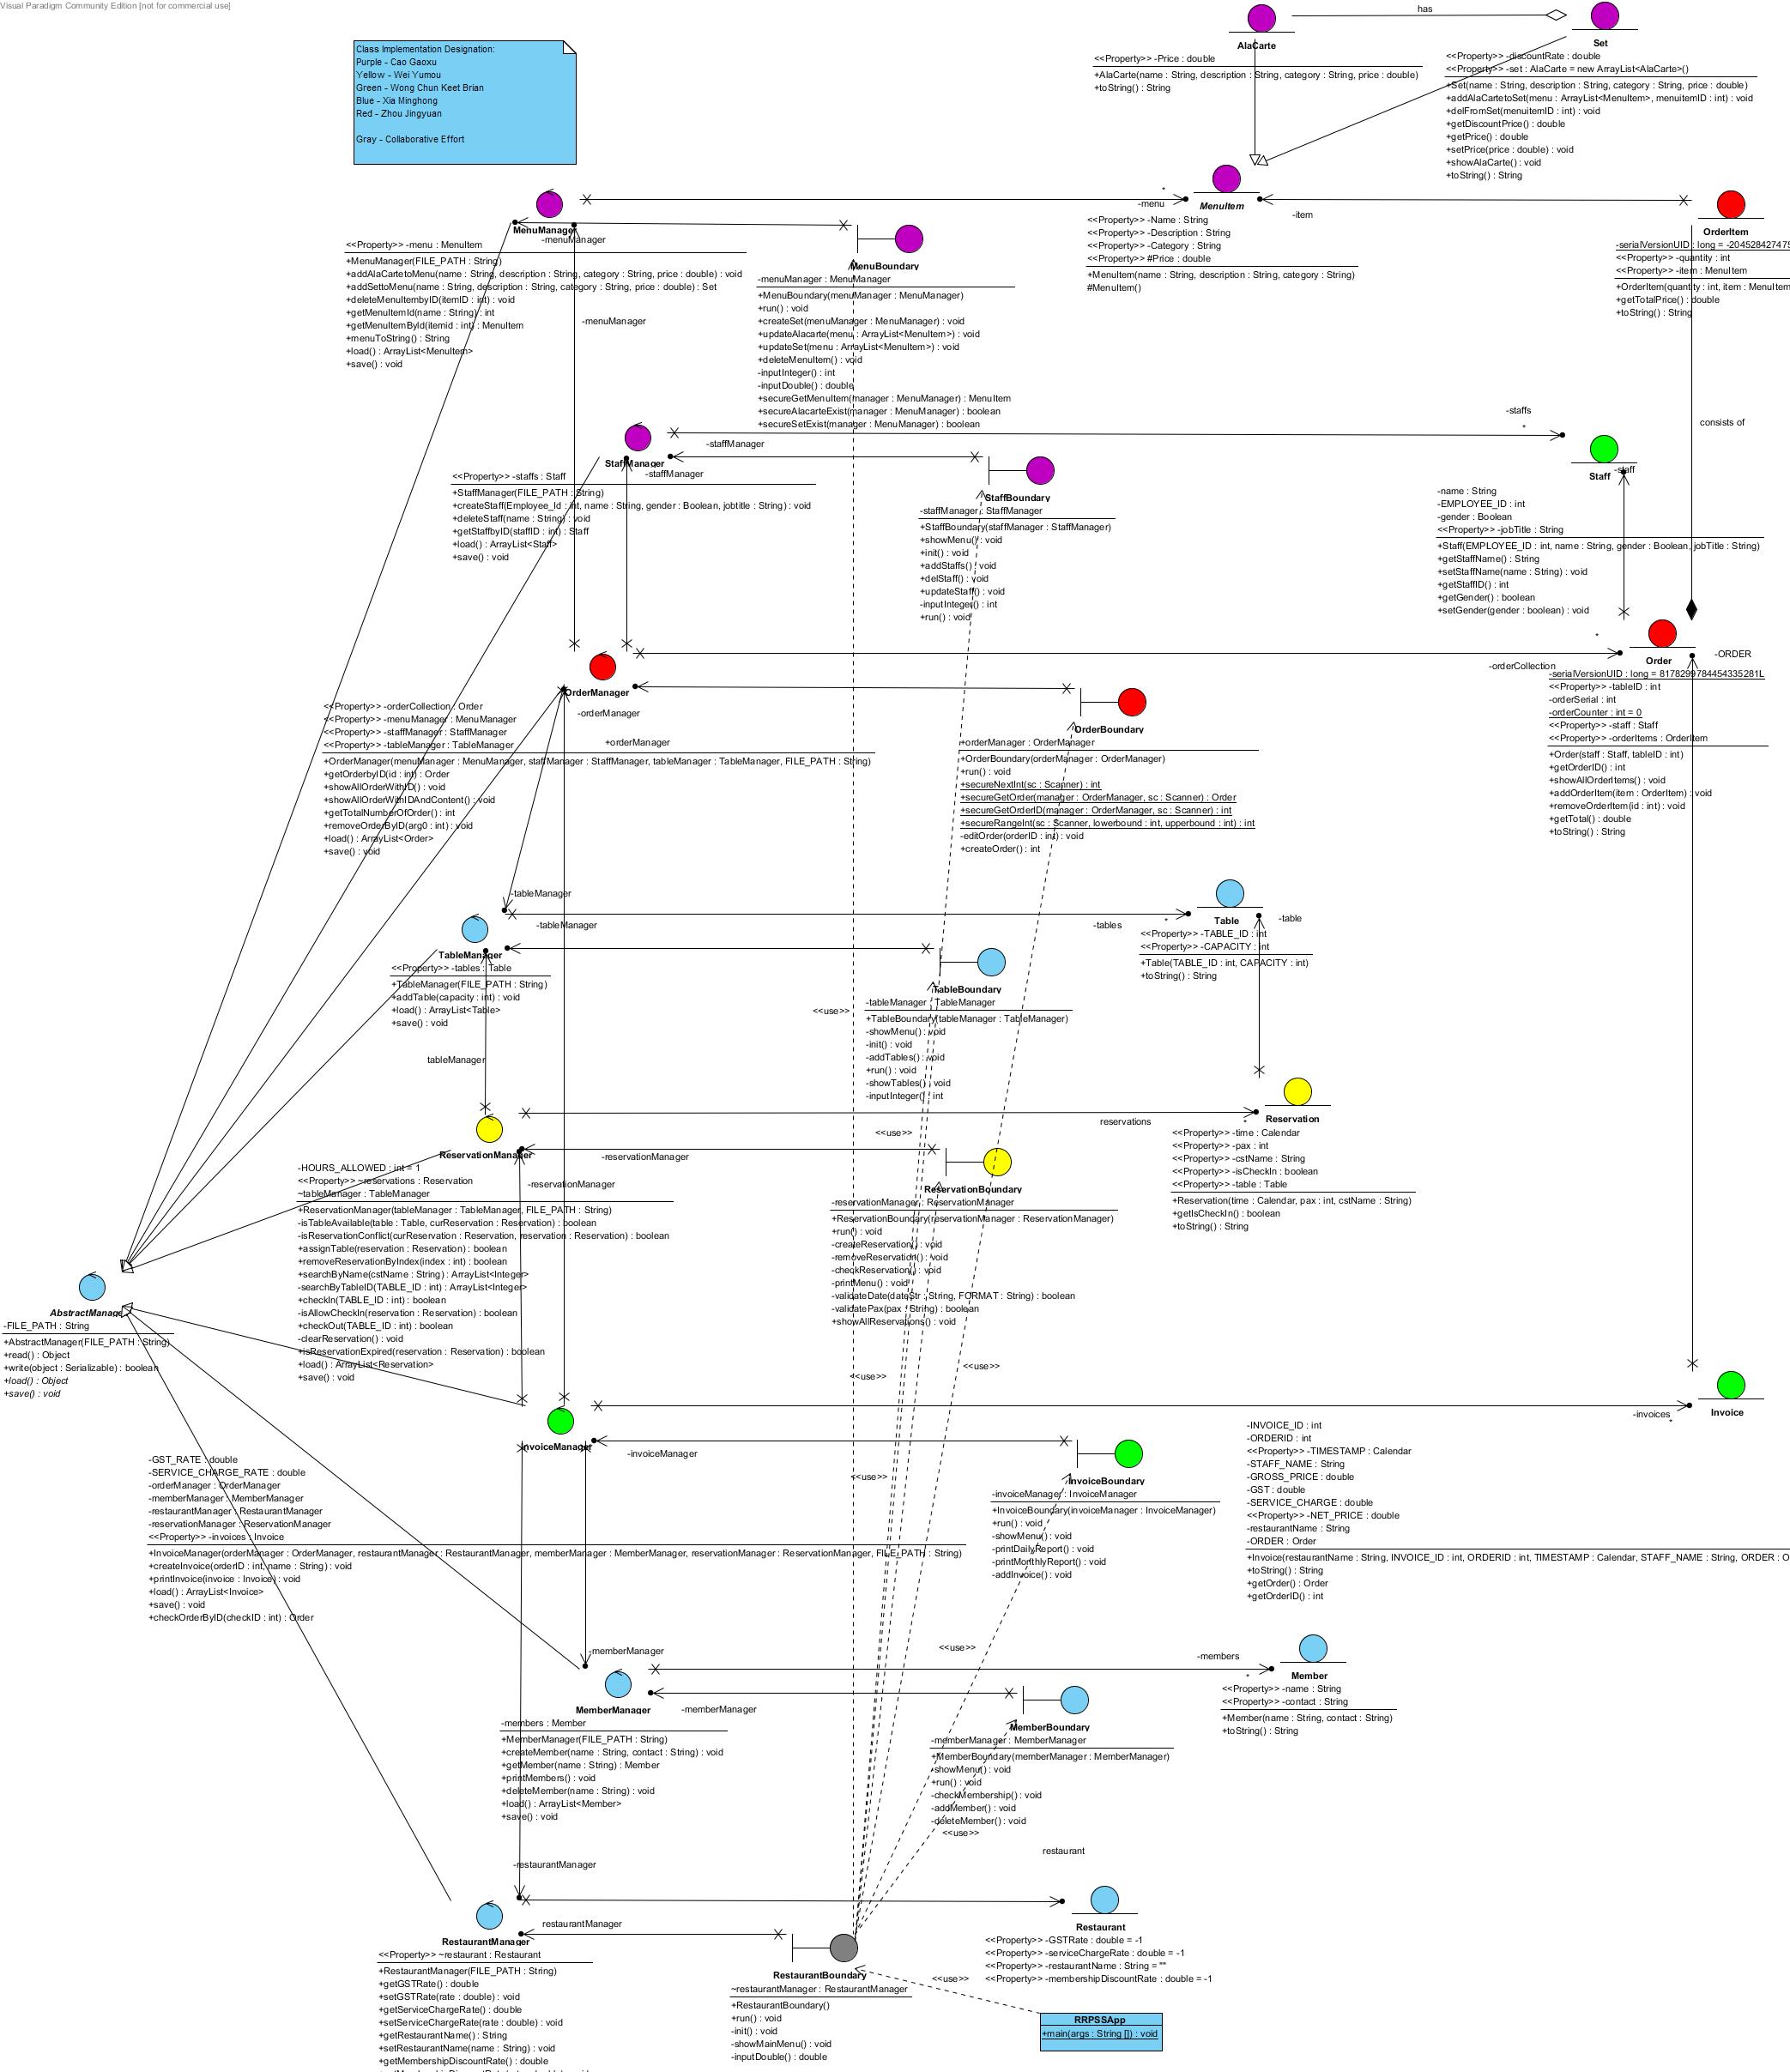 Visual Paradigm Community Edition [not for commercial use]
Class Implementation Designation:
Purple - Cao Gaoxu
Yellow - Wei Yumou
Green - Wong Chun Keet Brian
Blue - Xia Minghong
Red - Zhou Jingyuan
Gray - Collaborative Effort
has
AlaCarte
<<Property>> -Price : double
+AlaCarte(name : String, description : String, category : String, price : double)
+toString() : String
Set
<<Property>> -discountRate : double
<<Property>> -set : AlaCarte = new ArrayList<AlaCarte>()
+Set(name : String, description : String, category : String, price : double)
+addAlaCartetoSet(menu : ArrayList<MenuItem>, menuitemID : int) : void
+delFromSet(menuitemID : int) : void
+getDiscountPrice() : double
+getPrice() : double
+setPrice(price : double) : void
+showAlaCarte() : void
+toString() : String
*
-menu
MenuItem
<<Property>> -Name : String
<<Property>> -Description : String
<<Property>> -Category : String
<<Property>> #Price : double
+MenuItem(name : String, description : String, category : String)
#MenuItem()
-item
OrderItem
<<Property>> -quantity : int
<<Property>> -item : MenuItem
+OrderItem(quantity : int, item : MenuItem
+getTotalPrice() : double
+toString() : String
MenuManager
-menuManager
<<Property>> -menu : MenuItem
+MenuManager(FILE_PATH : String)
+addAlaCartetoMenu(name : String, description : String, category : String, price : double) : void
+addSettoMenu(name : String, description : String, category : String, price : double) : Set
+deleteMenuItembyID(itemID : int) : void
+getMenuItemId(name : String) : int
+getMenuItemById(itemid : int) : MenuItem
+menuToString() : String
+load() : ArrayList<MenuItem>
+save() : void
-menuManager
MenuBoundary
-menuManager : MenuManager
+MenuBoundary(menuManager : MenuManager)
+run() : void
+createSet(menuManager : MenuManager) : void
+updateAlacarte(menu : ArrayList<MenuItem>) : void
+updateSet(menu : ArrayList<MenuItem>) : void
+deleteMenuItem() : void
-inputInteger() : int
-inputDouble() : double
+secureGetMenuItem(manager : MenuManager) : MenuItem
+secureAlacarteExist(manager : MenuManager) : boolean
+secureSetExist(manager : MenuManager) : boolean
-staffs
*
consists of
StaffManager
-staffManager
-staffManager
<<Property>> -staffs : Staff
+StaffManager(FILE_PATH : String)
+createStaff(Employee_Id : int, name : String, gender : Boolean, jobtitle : String) : void
+deleteStaff(name : String) : void
+getStaffbyID(staffID : int) : Staff
+load() : ArrayList<Staff>
+save() : void
StaffBoundary
-staffManager : StaffManager
+StaffBoundary(staffManager : StaffManager)
+showMenu() : void
+init() : void
+addStaffs() : void
+delStaff() : void
+updateStaff() : void
-inputInteger() : int
+run() : void
Staff
-staff
-name : String
-EMPLOYEE_ID : int
-gender : Boolean
<<Property>> -jobTitle : String
+Staff(EMPLOYEE_ID : int, name : String, gender : Boolean, jobTitle : String)
+getStaffName() : String
+setStaffName(name : String) : void
+getStaffID() : int
+getGender() : boolean
+setGender(gender : boolean) : void
*
-orderCollection
Order
-ORDER
-serialVersionUID : long = 8178299784454335281L
<<Property>> -tableID : int
-orderSerial : int
-orderCounter : int = 0
<<Property>> -staff : Staff
<<Property>> -orderItems : OrderItem
+Order(staff : Staff, tableID : int)
+getOrderID() : int
+showAllOrderItems() : void
+addOrderItem(item : OrderItem) : void
+removeOrderItem(id : int) : void
+getTotal() : double
+toString() : String
OrderManager
-orderManager
+orderManager
<<Property>> -orderCollection : Order
<<Property>> -menuManager : MenuManager
<<Property>> -staffManager : StaffManager
<<Property>> -tableManager : TableManager
+OrderManager(menuManager : MenuManager, staffManager : StaffManager, tableManager : TableManager, FILE_PATH : String)
+getOrderbyID(id : int) : Order
+showAllOrderWithID() : void
+showAllOrderWithIDAndContent() : void
+getTotalNumberOfOrder() : int
+removeOrderByID(arg0 : int) : void
+load() : ArrayList<Order>
+save() : void
OrderBoundary
+orderManager : OrderManager
+OrderBoundary(orderManager : OrderManager)
+run() : void
+secureNextInt(sc : Scanner) : int
+secureGetOrder(manager : OrderManager, sc : Scanner) : Order
+secureGetOrderID(manager : OrderManager, sc : Scanner) : int
+secureRangeInt(sc : Scanner, lowerbound : int, upperbound : int) : int
-editOrder(orderID : int) : void
+createOrder() : int
-tableManager
-tableManager
TableManager
<<Property>> -tables : Table
+TableManager(FILE_PATH : String)
+addTable(capacity : int) : void
+load() : ArrayList<Table>
+save() : void
tableManager
TableBoundary
<<use>>
-tableManager : TableManager
+TableBoundary(tableManager : TableManager)
-showMenu() : void
-init() : void
-addTables() : void
+run() : void
-showTables() : void
-inputInteger() : int
-tables
*
Table
-table
<<Property>> -TABLE_ID : int
<<Property>> -CAPACITY : int
+Table(TABLE_ID : int, CAPACITY : int)
+toString() : String
reservations
*
Reservation
<<Property>> -time : Calendar
<<Property>> -pax : int
<<Property>> -cstName : String
<<Property>> -isCheckIn : boolean
<<Property>> -table : Table
+Reservation(time : Calendar, pax : int, cstName : String)
+getIsCheckIn() : boolean
+toString() : String
<<use>>
ReservationManager
-reservationManager
-reservationManager
-HOURS_ALLOWED : int = 1
<<Property>> ~reservations : Reservation
~tableManager : TableManager
+ReservationManager(tableManager : TableManager, FILE_PATH : String)
-isTableAvailable(table : Table, curReservation : Reservation) : boolean
-isReservationConflict(curReservation : Reservation, reservation : Reservation) : boolean
+assignTable(reservation : Reservation) : boolean
+removeReservationByIndex(index : int) : boolean
+searchByName(cstName : String) : ArrayList<Integer>
-searchByTableID(TABLE_ID : int) : ArrayList<Integer>
+checkIn(TABLE_ID : int) : boolean
-isAllowCheckIn(reservation : Reservation) : boolean
+checkOut(TABLE_ID : int) : boolean
-clearReservation() : void
+isReservationExpired(reservation : Reservation) : boolean
+load() : ArrayList<Reservation>
+save() : void
ReservationBoundary
-reservationManager : ReservationManager
+ReservationBoundary(reservationManager : ReservationManager)
+run() : void
-createReservation() : void
-removeReservation() : void
-checkReservation() : void
-printMenu() : void
-validateDate(dateStr : String, FORMAT : String) : boolean
-validatePax(pax : String) : boolean
+showAllReservations() : void
AbstractManager
-FILE_PATH : String
+AbstractManager(FILE_PATH : String)
+read() : Object
+write(object : Serializable) : boolean
+load() : Object
+save() : void
<<use>>
<<use>>
InvoiceManager
-invoiceManager
-GST_RATE : double
-SERVICE_CHARGE_RATE : double
-orderManager : OrderManager
-memberManager : MemberManager
-restaurantManager : RestaurantManager
-reservationManager : ReservationManager
<<Property>> -invoices : Invoice
+InvoiceManager(orderManager : OrderManager, restaurantManager : RestaurantManager, memberManager : MemberManager, reservationManager : ReservationManager, FILE_PATH : String)
+createInvoice(orderID : int, name : String) : void
+printInvoice(invoice : Invoice) : void
+load() : ArrayList<Invoice>
+save() : void
+checkOrderByID(checkID : int) : Order
<<use>>
InvoiceBoundary
-invoiceManager : InvoiceManager
+InvoiceBoundary(invoiceManager : InvoiceManager)
+run() : void
-showMenu() : void
-printDailyReport() : void
-printMonthlyReport() : void
-addInvoice() : void
-invoices
*
Invoice
-INVOICE_ID : int
-ORDERID : int
<<Property>> -TIMESTAMP : Calendar
-STAFF_NAME : String
-GROSS_PRICE : double
-GST : double
-SERVICE_CHARGE : double
<<Property>> -NET_PRICE : double
-restaurantName : String
-ORDER : Order
+Invoice(restaurantName : String, INVOICE_ID : int, ORDERID : int, TIMESTAMP : Calendar, STAFF_NAME : String, ORDER : O
+toString() : String
+getOrder() : Order
+getOrderID() : int
-memberManager
<<use>>
-members
*
Member
<<Property>> -name : String
<<Property>> -contact : String
+Member(name : String, contact : String)
+toString() : String
MemberManager
-memberManager
-members : Member
+MemberManager(FILE_PATH : String)
+createMember(name : String, contact : String) : void
+getMember(name : String) : Member
+printMembers() : void
+deleteMember(name : String) : void
+load() : ArrayList<Member>
+save() : void
MemberBoundary
-memberManager : MemberManager
+MemberBoundary(memberManager : MemberManager)
-showMenu() : void
+run() : void
-checkMembership() : void
-addMember() : void
-deleteMember() : void
<<use>>
restaurant
-restaurantManager
restaurantManager
RestaurantManager
<<Property>> ~restaurant : Restaurant
+RestaurantManager(FILE_PATH : String)
+getGSTRate() : double
+setGSTRate(rate : double) : void
+getServiceChargeRate() : double
+setServiceChargeRate(rate : double) : void
+getRestaurantName() : String
+setRestaurantName(name : String) : void
+getMembershipDiscountRate() : double
RestaurantBoundary
~restaurantManager : RestaurantManager
+RestaurantBoundary()
+run() : void
-init() : void
-showMainMenu() : void
-inputDouble() : double
Restaurant
<<Property>> -GSTRate : double = -1
<<Property>> -serviceChargeRate : double = -1
<<Property>> -restaurantName : String = ""
<<Property>> -membershipDiscountRate : double = -1
<<use>>
RRPSSApp
+main(args : String []) : void